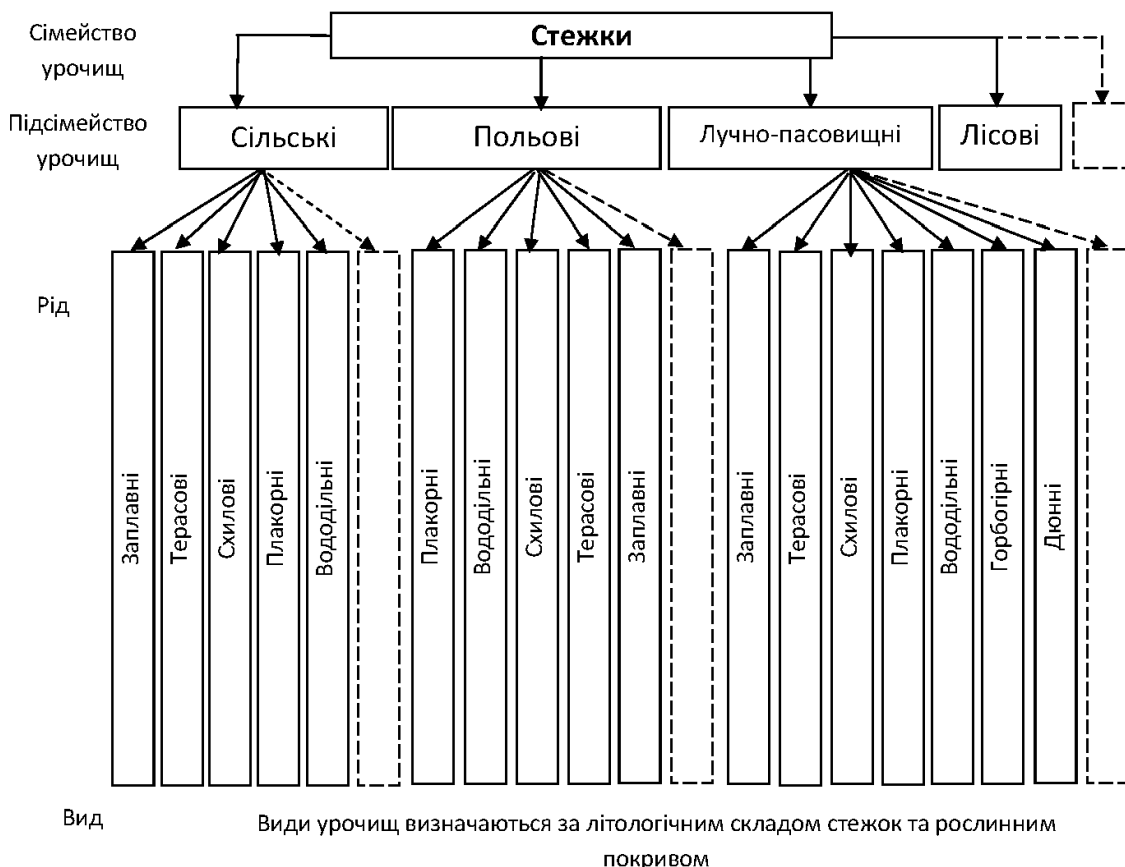 Сімейство
урочищ
Стежки
Підсімейство
урочищ
Сільські
Польові
Лучно-пасовищні
Лісові
Рід
Заплавні
Терасові
Схилові
Плакорні
Вододільні
Плакорні
Вододільні
Схилові
Терасові
Заплавні
Заплавні
Терасові
Схилові
Плакорні
Вододільні
Горбогірні
Дюнні
Вид
Види урочищ визначаються за літологічним складом стежок та рослинним
покривом